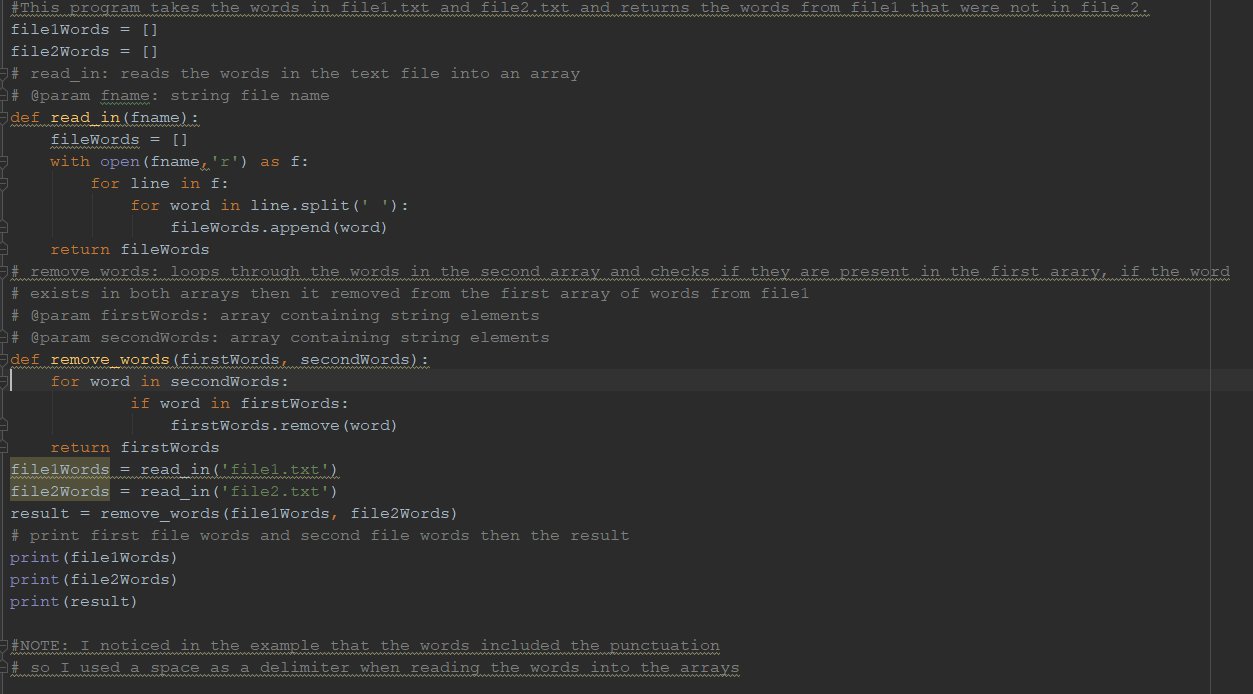 #This program takes the words in file1.txt and file2.txt and returns the words from file1 that were not in file 2.
file1Words = []
file2Words = []
# read_in: reads the words in the text file into an array
# @param fname: string file name
def read_in(fname):
    fileWords = []
    with open(fname,'r') as f:
        for line in f:
            for word in line.split(' '):
                fileWords.append(word)
    return fileWords
# remove_words: loops through the words in the second array and checks if they are present in the first arary, if the word
# exists in both arrays then it removed from the first array of words from file1
# @param firstWords: array containing string elements
# @param secondWords: array containing string elements
def remove_words(firstWords, secondWords):
    for word in secondWords:
            if word in firstWords:
                firstWords.remove(word)
    return firstWords
file1Words = read_in('file1.txt')
file2Words = read_in('file2.txt')
result = remove_words(file1Words, file2Words)
# print first file words and second file words then the result
print(file1Words)
print(file2Words)
print(result)

#NOTE: I noticed in the example that the words included the punctuation
# so I used a space as a delimiter when reading the words into the arrays